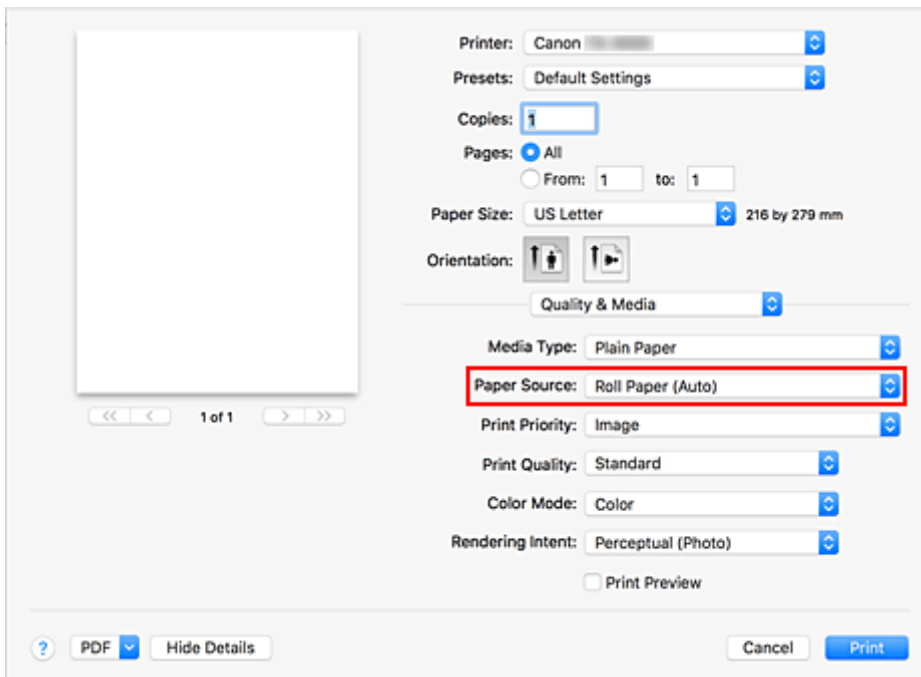 Printer: Canon
Presets: Default Settings
Copies: 1
Pages: All
From: 1 to: 1
Paper Size: US Letter 216 by 279 mm
Orientation:
Quality & Media
Media Type: Plain Paper
Paper Source: Roll Paper (Auto)
<< < 1 of 1 > >>
Print Priority: Image
Print Quality: Standard
Color Mode: Color
Rendering Intent: Perceptual (Photo)
Print Preview
? PDF Hide Details Cancel Print